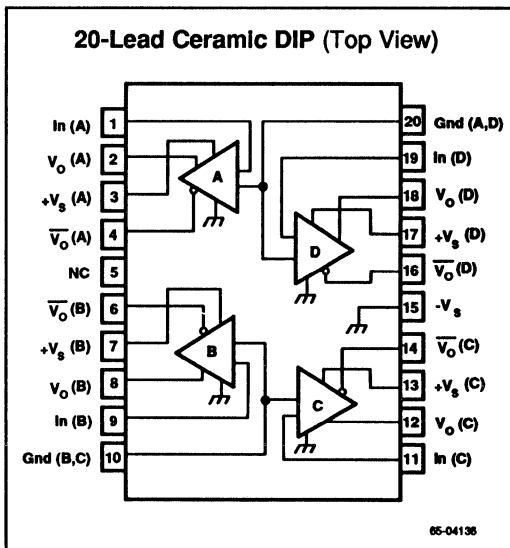 20-Lead Ceramic DIP (Top View)
In (A) 1
V_O (A) 2
+V_S (A) 3
V̅_O̅ (A) 4
NC 5
V̅_O̅ (B) 6
+V_S (B) 7
V_O (B) 8
In (B) 9
Gnd (B,C) 10
A
B
D
C
20 Gnd (A,D)
19 In (D)
18 V_O (D)
17 +V_S (D)
16 V̅_O̅ (D)
15 -V_S
14 V̅_O̅ (C)
13 +V_S (C)
12 V_O (C)
11 In (C)
65-04136